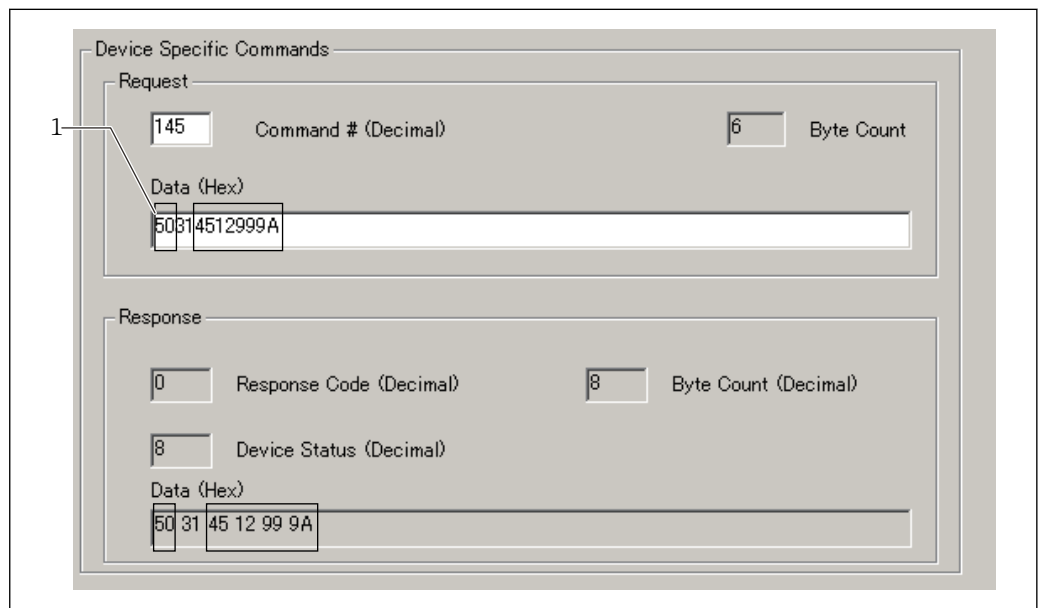 Device Specific Commands
Request
1
145 Command # (Decimal) 6 Byte Count
Data (Hex)
50314512999A
Response
0 Response Code (Decimal) 8 Byte Count (Decimal)
8 Device Status (Decimal)
Data (Hex)
50 31 45 12 99 9A